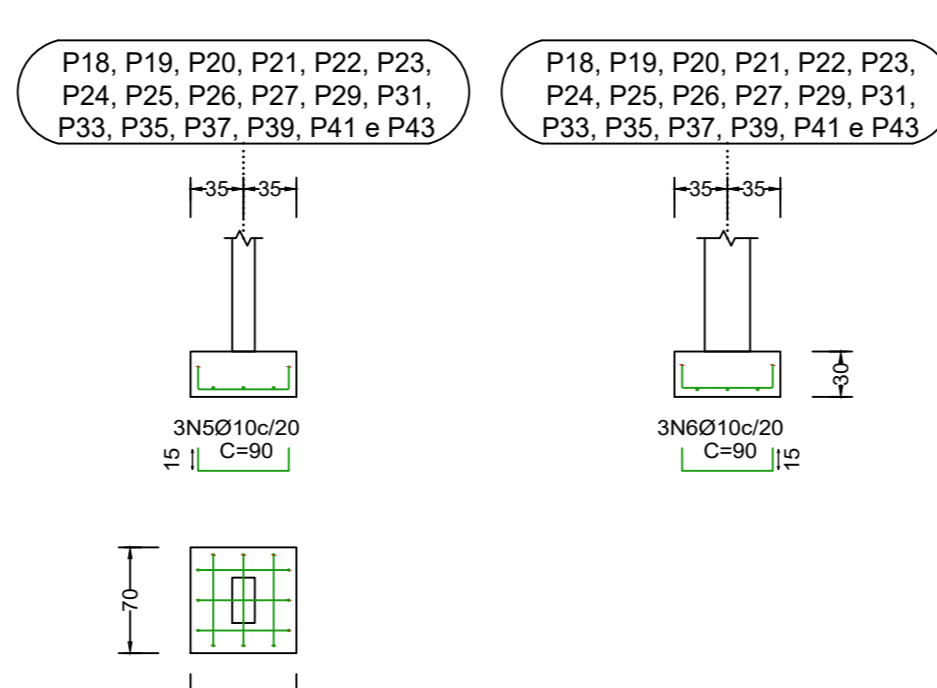 P18, P19, P20, P21, P22, P23,
P24, P25, P26, P27, P29, P31,
P33, P35, P37, P39, P41 e P43
35 35
3N5Ø10c/20
C=90
15
70
P18, P19, P20, P21, P22, P23,
P24, P25, P26, P27, P29, P31,
P33, P35, P37, P39, P41 e P43
35 35
30
3N6Ø10c/20
C=90
15